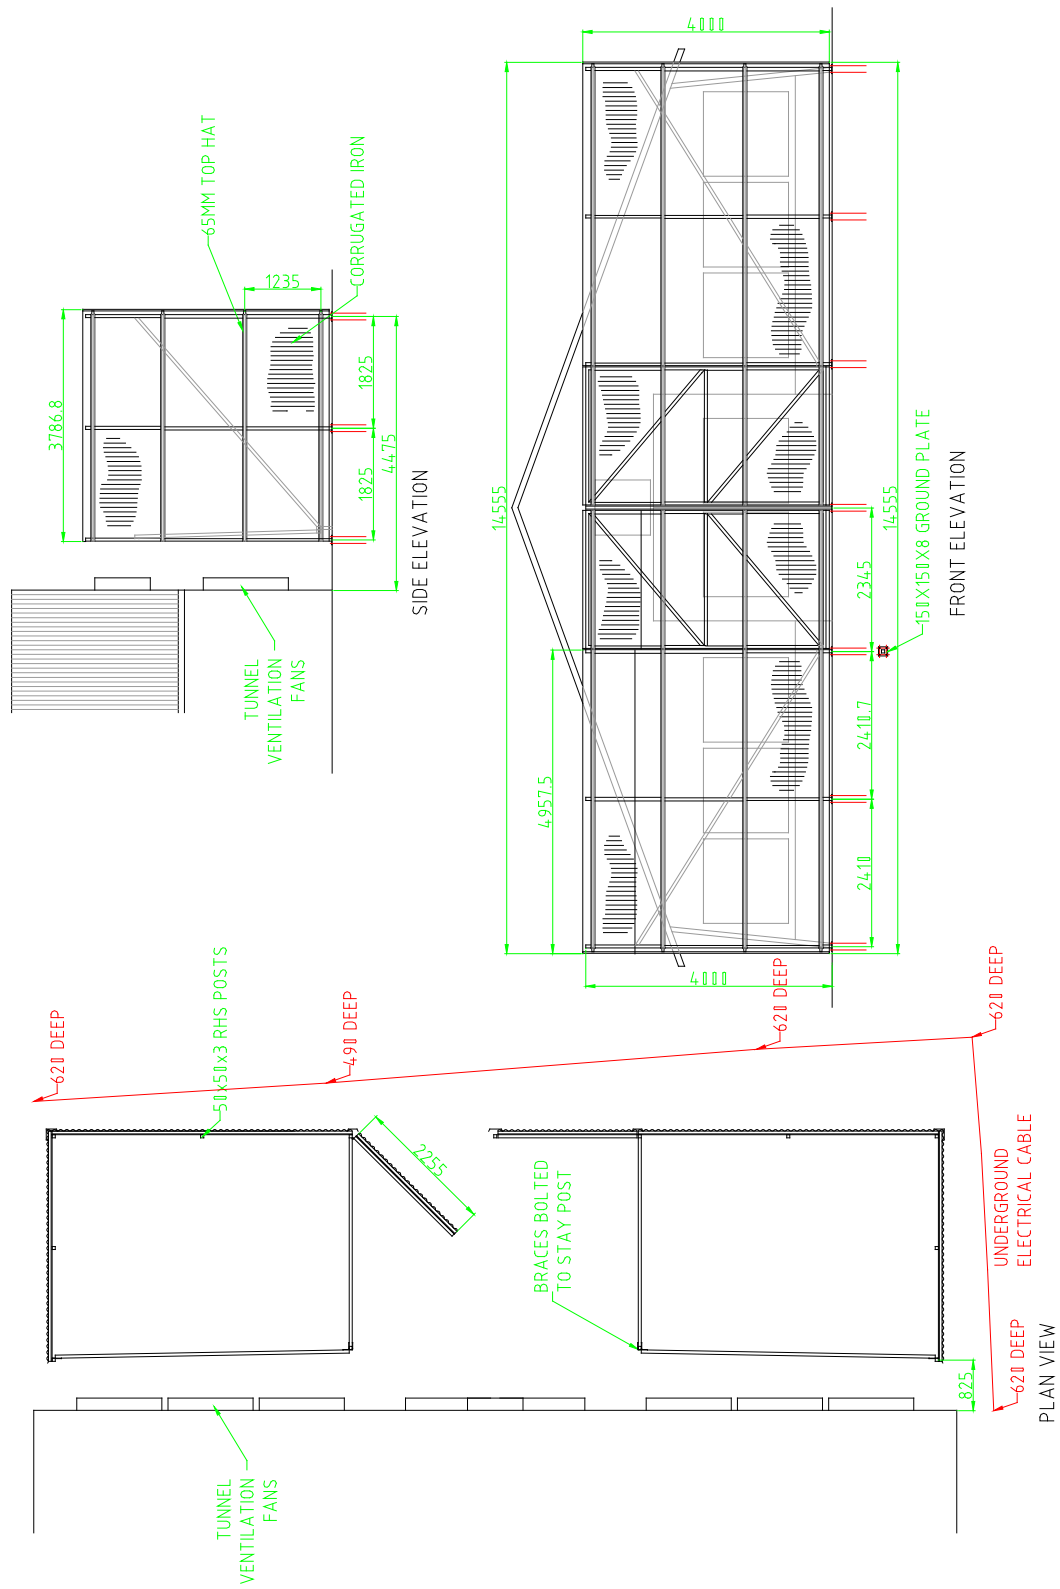 TUNNEL
VENTILATION
FANS
825
620 DEEP
PLAN VIEW
UNDERGROUND
ELECTRICAL CABLE
BRACES BOLTED
TO STAY POST
2255
50x50x3 RHS POSTS
620 DEEP
490 DEEP
620 DEEP
620 DEEP
TUNNEL
VENTILATION
FANS
SIDE ELEVATION
3786.8
1825
1825
4475
1235
65MM TOP HAT
CORRUGATED IRON
4000
4000
14555
4957.5
2410
2410.7
2345
14555
150X150X8 GROUND PLATE
FRONT ELEVATION